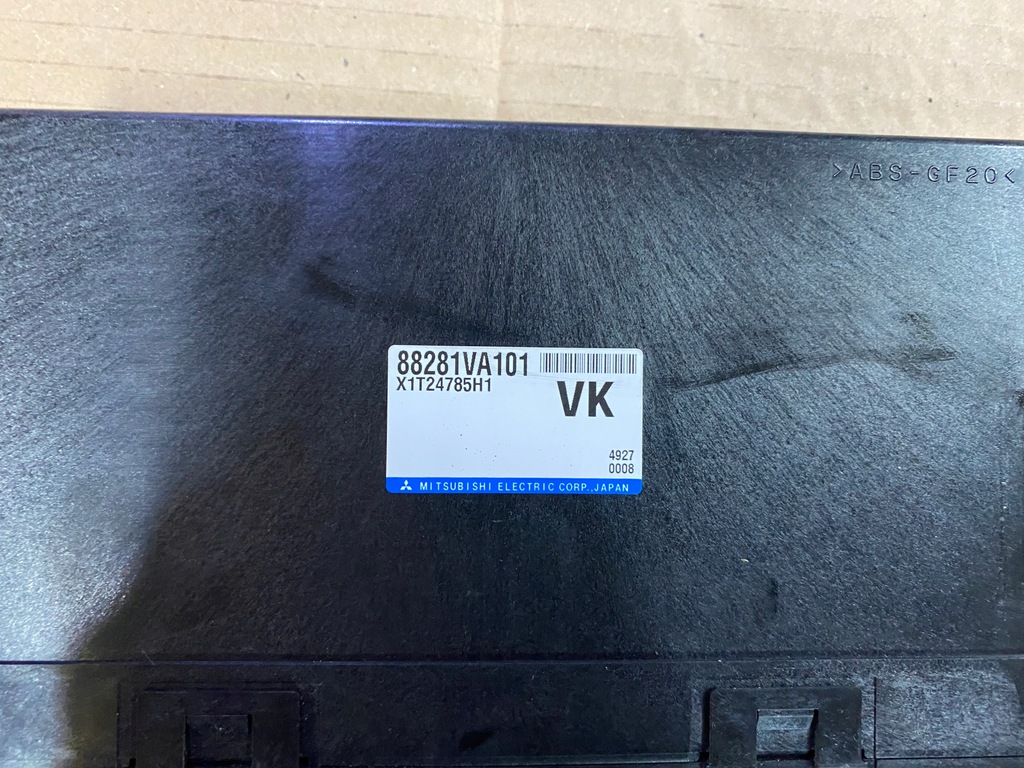 >ABS-GF20<
88281VA101
X1T24785H1
VK
4927
0008
MITSUBISHI ELECTRIC CORP.,JAPAN